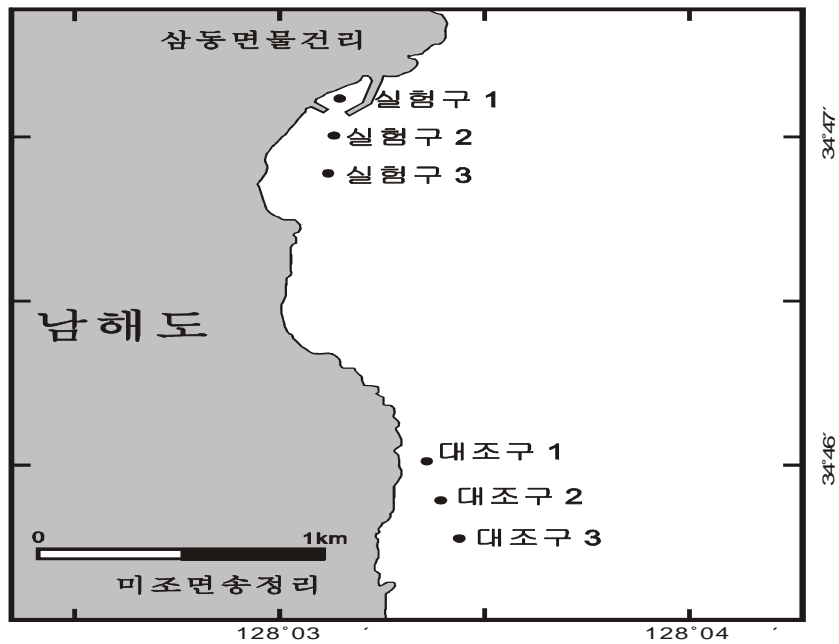 삼동면물건리
실험구 1
실험구 2
실험구 3
34°47′
남해도
대조구 1
34°46′
대조구 2
대조구 3
0 1km
미조면송정리
128°03 ′ 128°04 ′